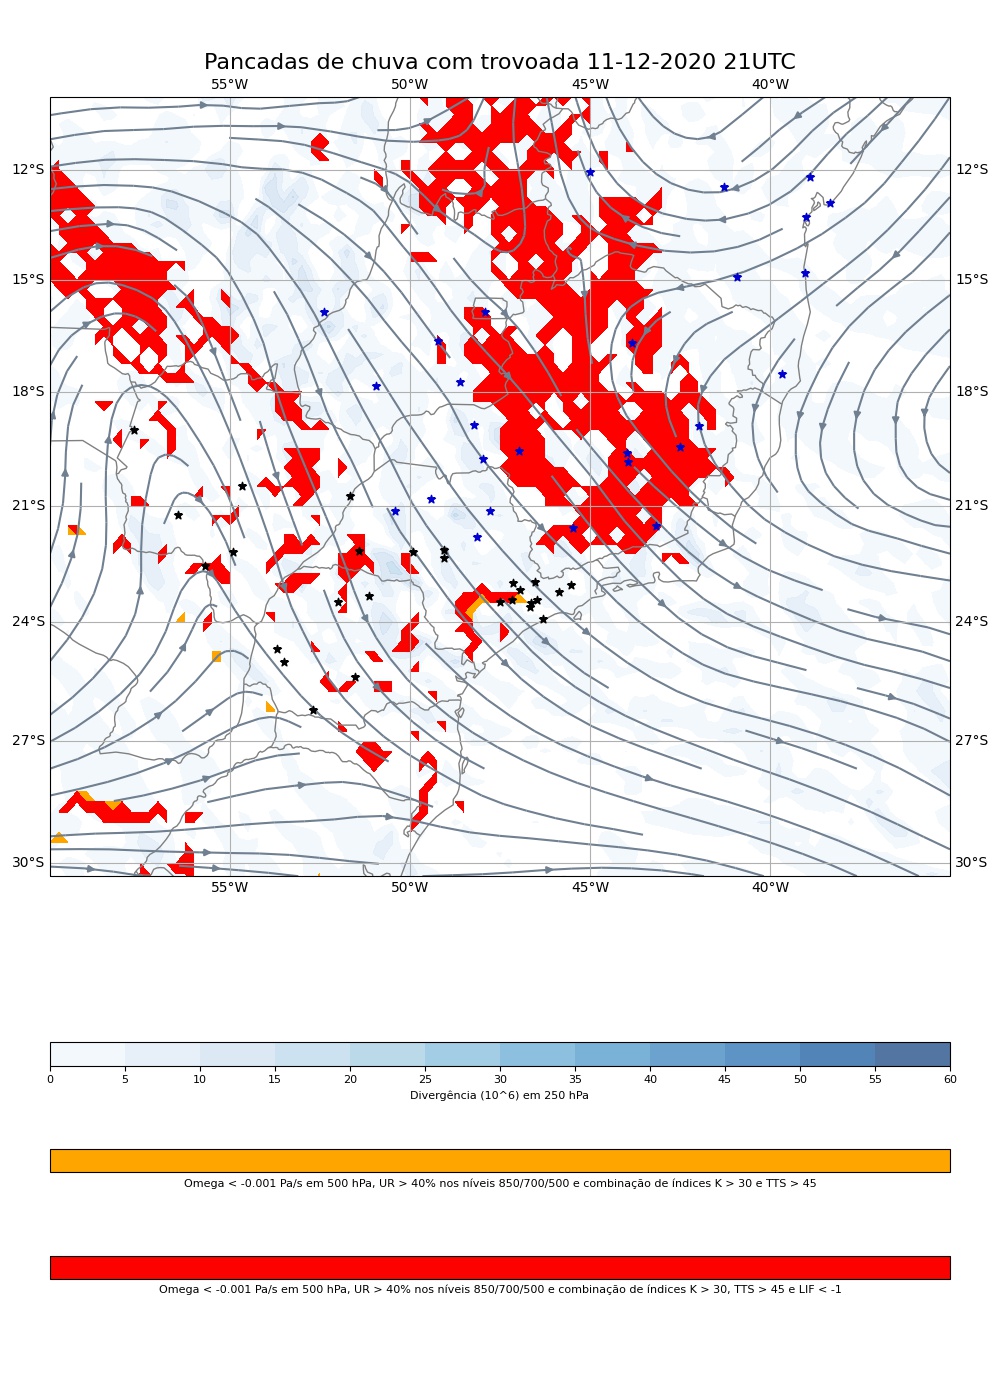 Pancadas de chuva com trovoada 11-12-2020 21UTC
55°W 50°W 45°W 40°W
12°S 12°S
15°S 15°S
18°S 18°S
21°S 21°S
24°S 24°S
27°S 27°S
30°S 30°S
55°W 50°W 45°W 40°W
0 5 10 15 20 25 30 35 40 45 50 55 60
Divergência (10^6) em 250 hPa
Omega < -0.001 Pa/s em 500 hPa, UR > 40% nos níveis 850/700/500 e combinação de índices K > 30 e TTS > 45
Omega < -0.001 Pa/s em 500 hPa, UR > 40% nos níveis 850/700/500 e combinação de índices K > 30, TTS > 45 e LIF < -1